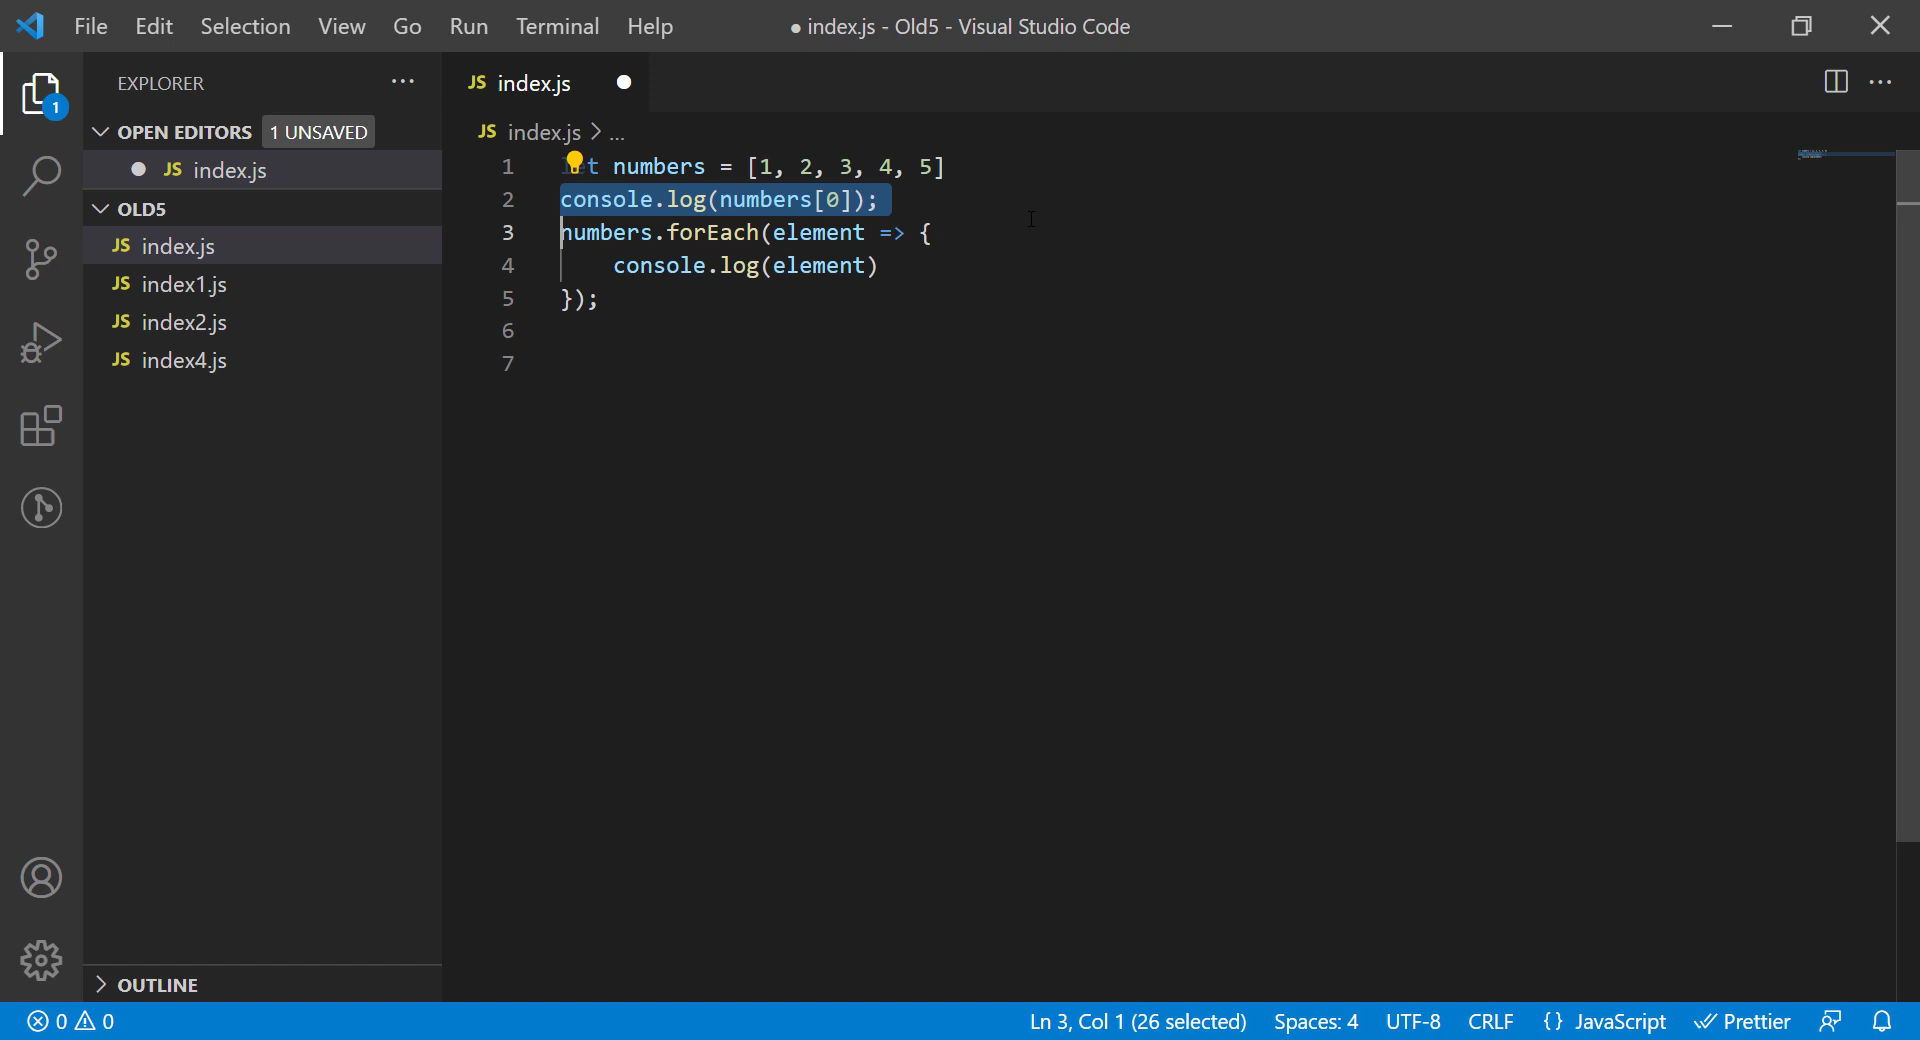 File Edit Selection View Go Run Terminal Help
● index.js - Old5 - Visual Studio Code
EXPLORER
1
OPEN EDITORS 1 UNSAVED
JS index.js
OLD5
JS index.js
JS index1.js
JS index2.js
JS index4.js
OUTLINE
JS index.js
JS index.js > ...
1 let numbers = [1, 2, 3, 4, 5]
2 console.log(numbers[0]);
3 numbers.forEach(element => {
4     console.log(element)
5 });
6
7
0 0
Ln 3, Col 1 (26 selected) Spaces: 4 UTF-8 CRLF {} JavaScript Prettier